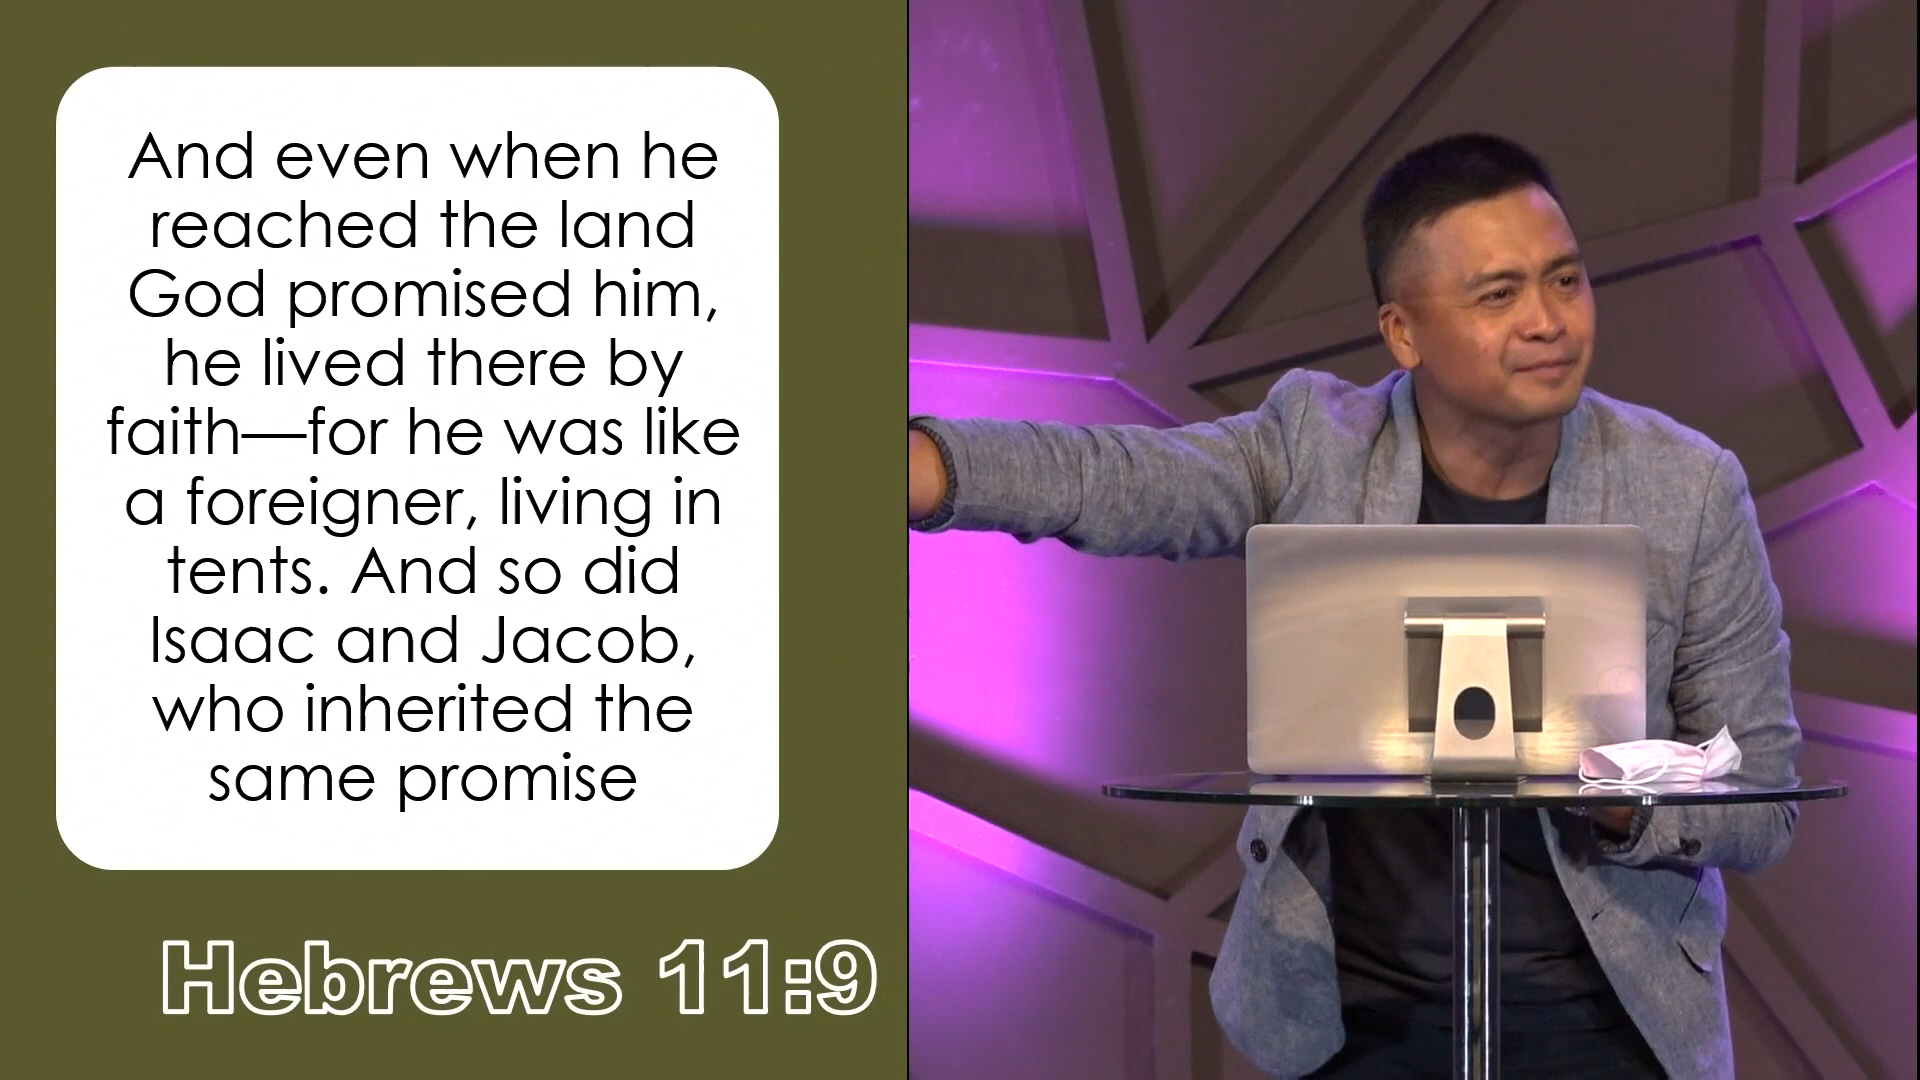 And even when he
reached the land
God promised him,
he lived there by
faith—for he was like
a foreigner, living in
tents. And so did
Isaac and Jacob,
who inherited the
same promise
Hebrews 11:9